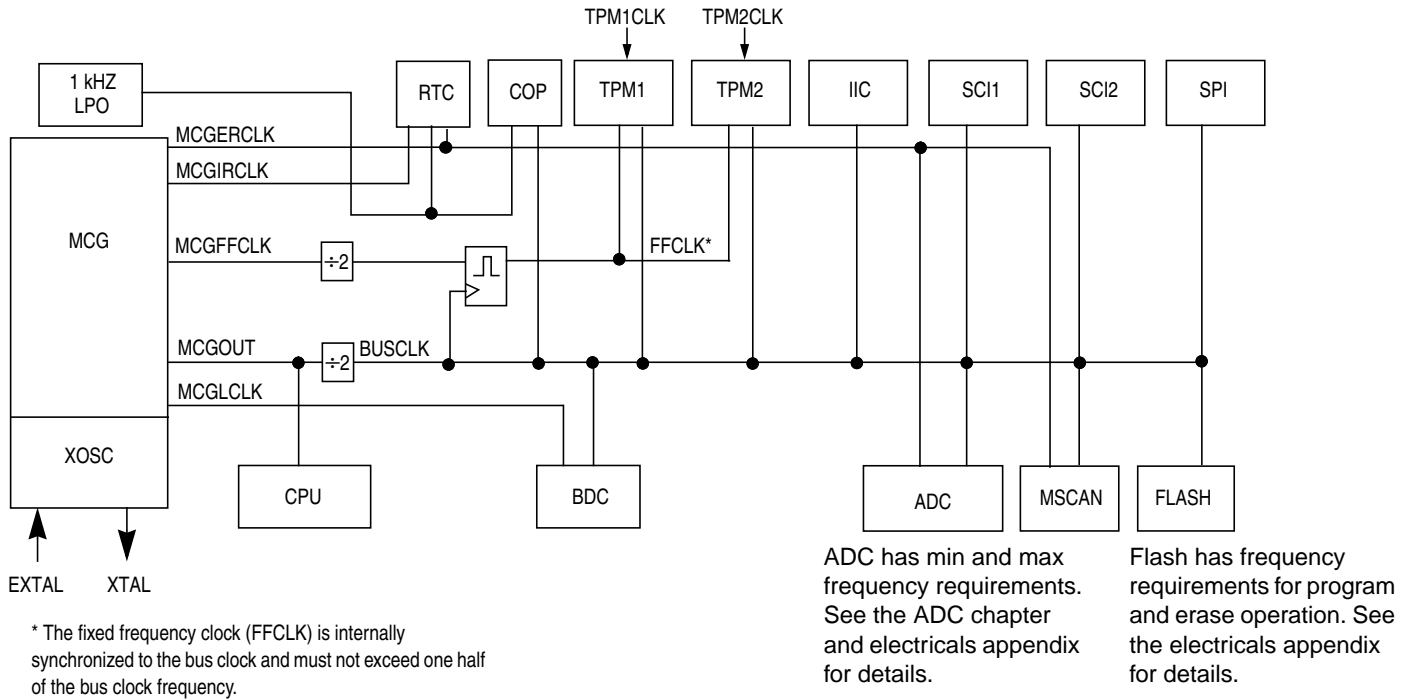 TPM1CLK TPM2CLK
1 kHZ
LPO
RTC COP TPM1 TPM2 IIC SCI1 SCI2 SPI
MCGERCLK
MCGIRCLK
MCG
MCGFFCLK ÷2 FFCLK*
MCGOUT ÷2 BUSCLK
MCGLCLK
XOSC
CPU BDC ADC MSCAN FLASH
EXTAL XTAL
ADC has min and max
frequency requirements.
See the ADC chapter
and electricals appendix
for details.
Flash has frequency
requirements for program
and erase operation. See
the electricals appendix
for details.
* The fixed frequency clock (FFCLK) is internally
synchronized to the bus clock and must not exceed one half
of the bus clock frequency.